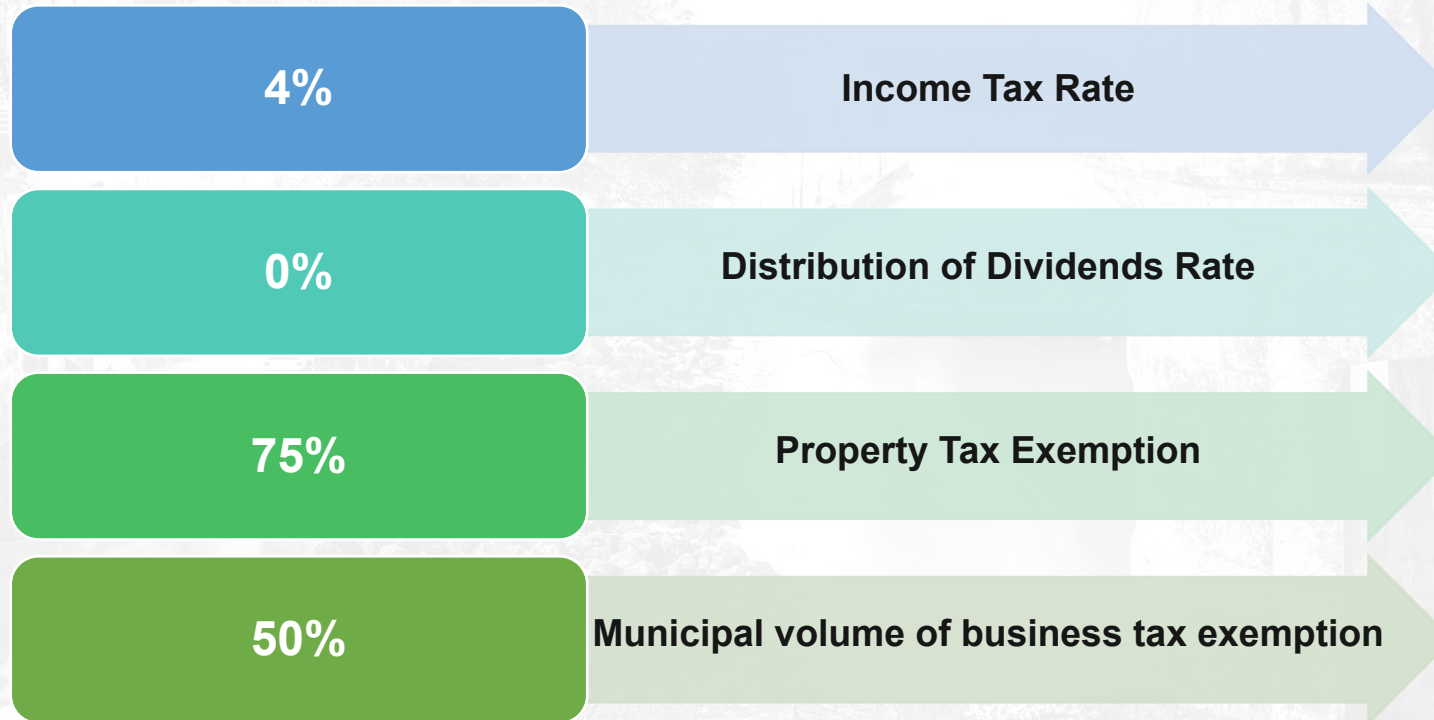 4%
Income Tax Rate
0%
Distribution of Dividends Rate
75%
Property Tax Exemption
50%
Municipal volume of business tax exemption